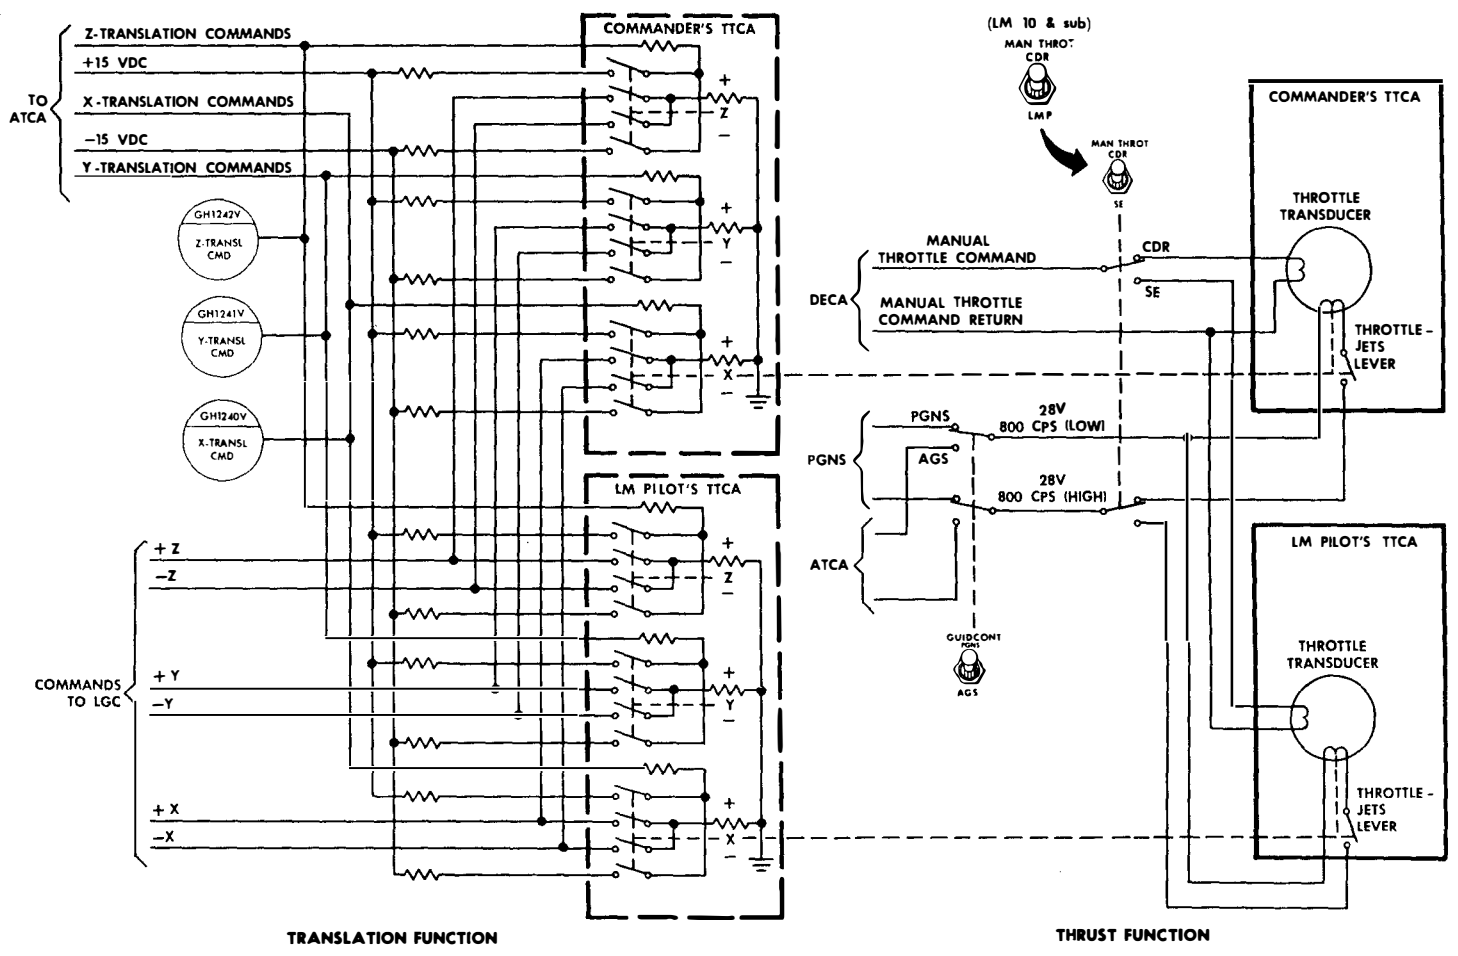 Z-TRANSLATION COMMANDS
+15 VDC
TO
ATCA
X-TRANSLATION COMMANDS
-15 VDC
Y-TRANSLATION COMMANDS
GH1242V
Z-TRANSL
CMD
GH1241V
Y-TRANSL
CMD
GH1240V
X-TRANSL
CMD
COMMANDER'S TTCA
+
Z
-
+
Y
-
+
X
-
LM PILOT'S TTCA
+
Z
-
+
Y
-
+
X
-
+Z
-Z
+Y
COMMANDS
TO LGC
-Y
+X
-X
TRANSLATION FUNCTION
(LM 10 & sub)
MAN THROT
CDR
LMP
MAN THROT
CDR
SE
MANUAL
THROTTLE COMMAND
CDR
SE
DECA
MANUAL THROTTLE
COMMAND RETURN
PGNS
PGNS
AGS
28V
800 CPS (LOW)
28V
800 CPS (HIGH)
ATCA
GUIDCONT
PGNS
AGS
COMMANDER'S TTCA
THROTTLE
TRANSDUCER
THROTTLE-
JETS
LEVER
LM PILOT'S TTCA
THROTTLE
TRANSDUCER
THROTTLE-
JETS
LEVER
THRUST FUNCTION